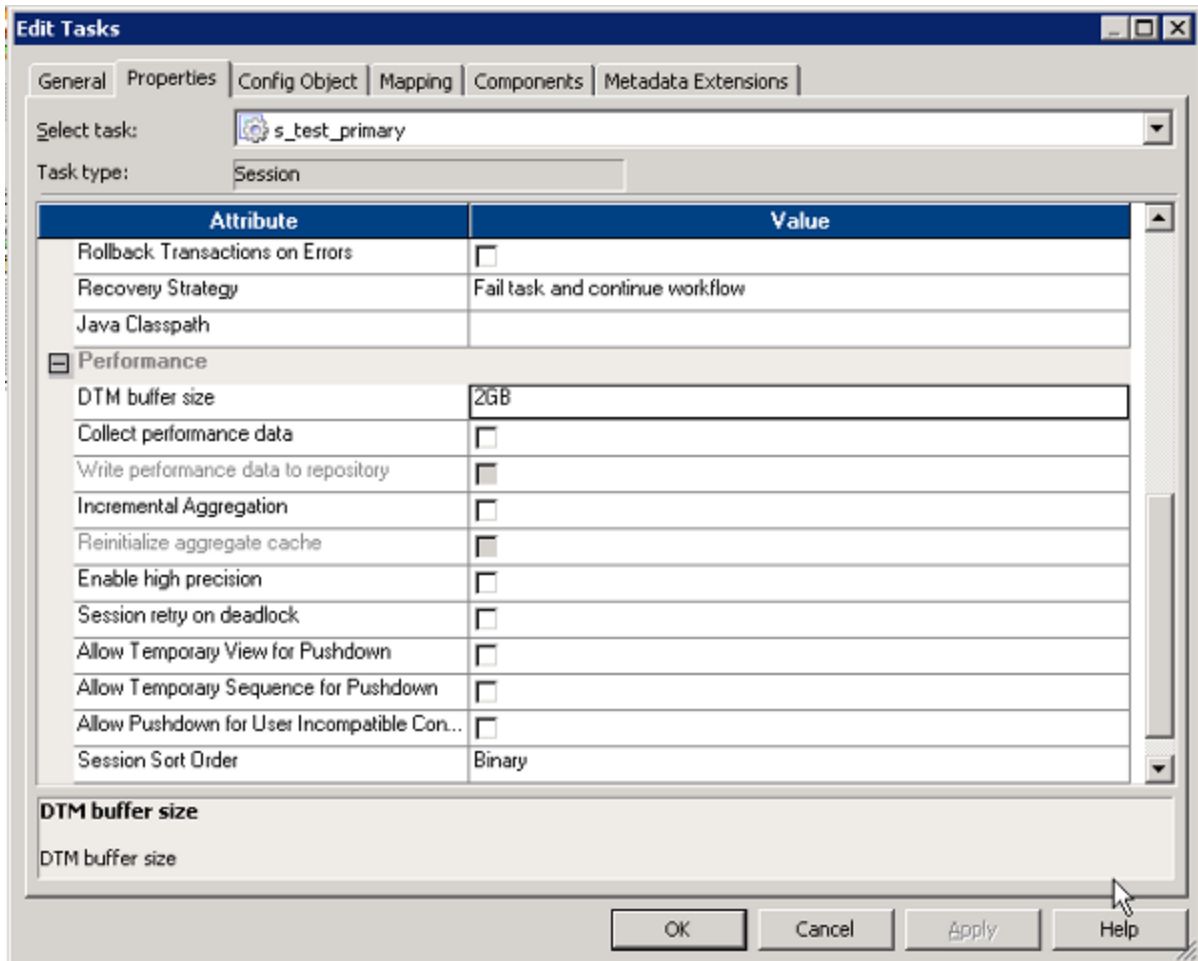 Edit Tasks
General Properties Config Object Mapping Components Metadata Extensions
Select task: s_test_primary
Task type: Session
Attribute Value
Rollback Transactions on Errors
Recovery Strategy Fail task and continue workflow
Java Classpath
Performance
DTM buffer size 2GB
Collect performance data
Write performance data to repository
Incremental Aggregation
Reinitialize aggregate cache
Enable high precision
Session retry on deadlock
Allow Temporary View for Pushdown
Allow Temporary Sequence for Pushdown
Allow Pushdown for User Incompatible Con...
Session Sort Order Binary
DTM buffer size
DTM buffer size
OK Cancel Apply Help